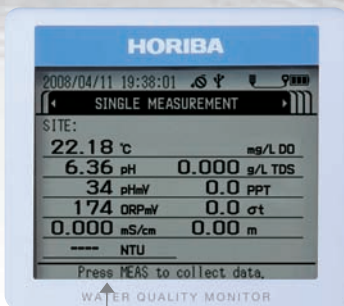 HORIBA
2008/04/11 19:38:01
SINGLE MEASUREMENT
SITE:
22.18 ℃ mg/L DO
6.36 pH 0.000 g/L TDS
34 pHmV 0.0 PPT
174 ORPmV 0.0 σt
0.000 mS/cm 0.00 m
---- NTU
Press MEAS to collect data.
WATER QUALITY MONITOR